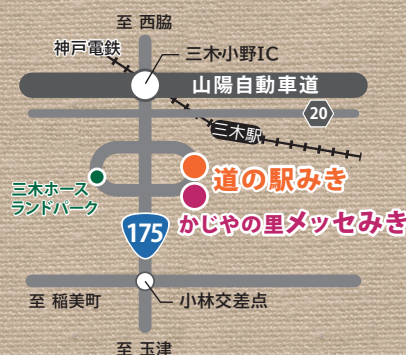 至 西脇
神戸電鉄
三木小野IC
山陽自動車道
20
三木駅
三木ホース
ランドパーク
道の駅みき
かじやの里メッセみき
175
至 稲美町
小林交差点
至 玉津